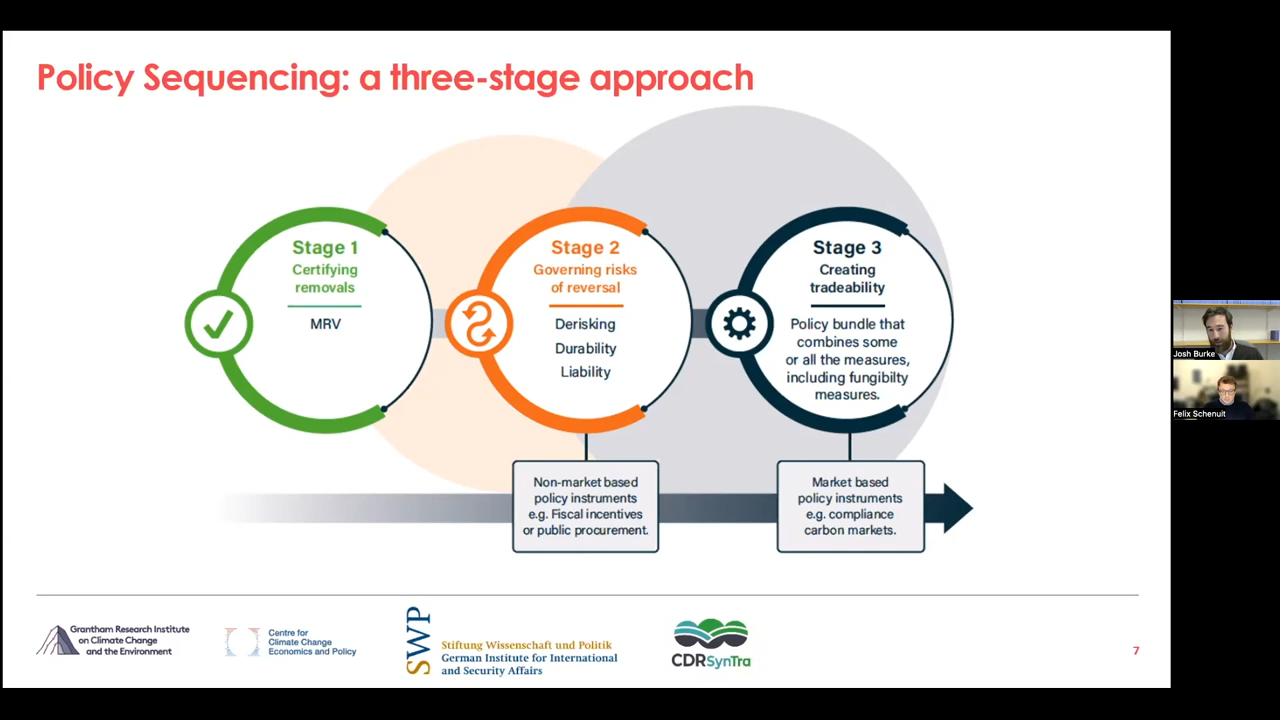 Policy Sequencing: a three-stage approach
Stage 1
Certifying
removals
MRV
Stage 2
Governing risks
of reversal
Derisking
Durability
Liability
Stage 3
Creating
tradeability
Policy bundle that
combines some
or all the measures,
including fungibilty
measures.
Non-market based
policy instruments
e.g. Fiscal incentives
or public procurement.
Market based
policy instruments
e.g. compliance
carbon markets.
Josh Burke
Felix Schenuit
Grantham Research Institute
on Climate Change
and the Environment
Centre for
Climate Change
Economics and Policy
SWP
Stiftung Wissenschaft und Politik
German Institute for International
and Security Affairs
CDRSynTra
7